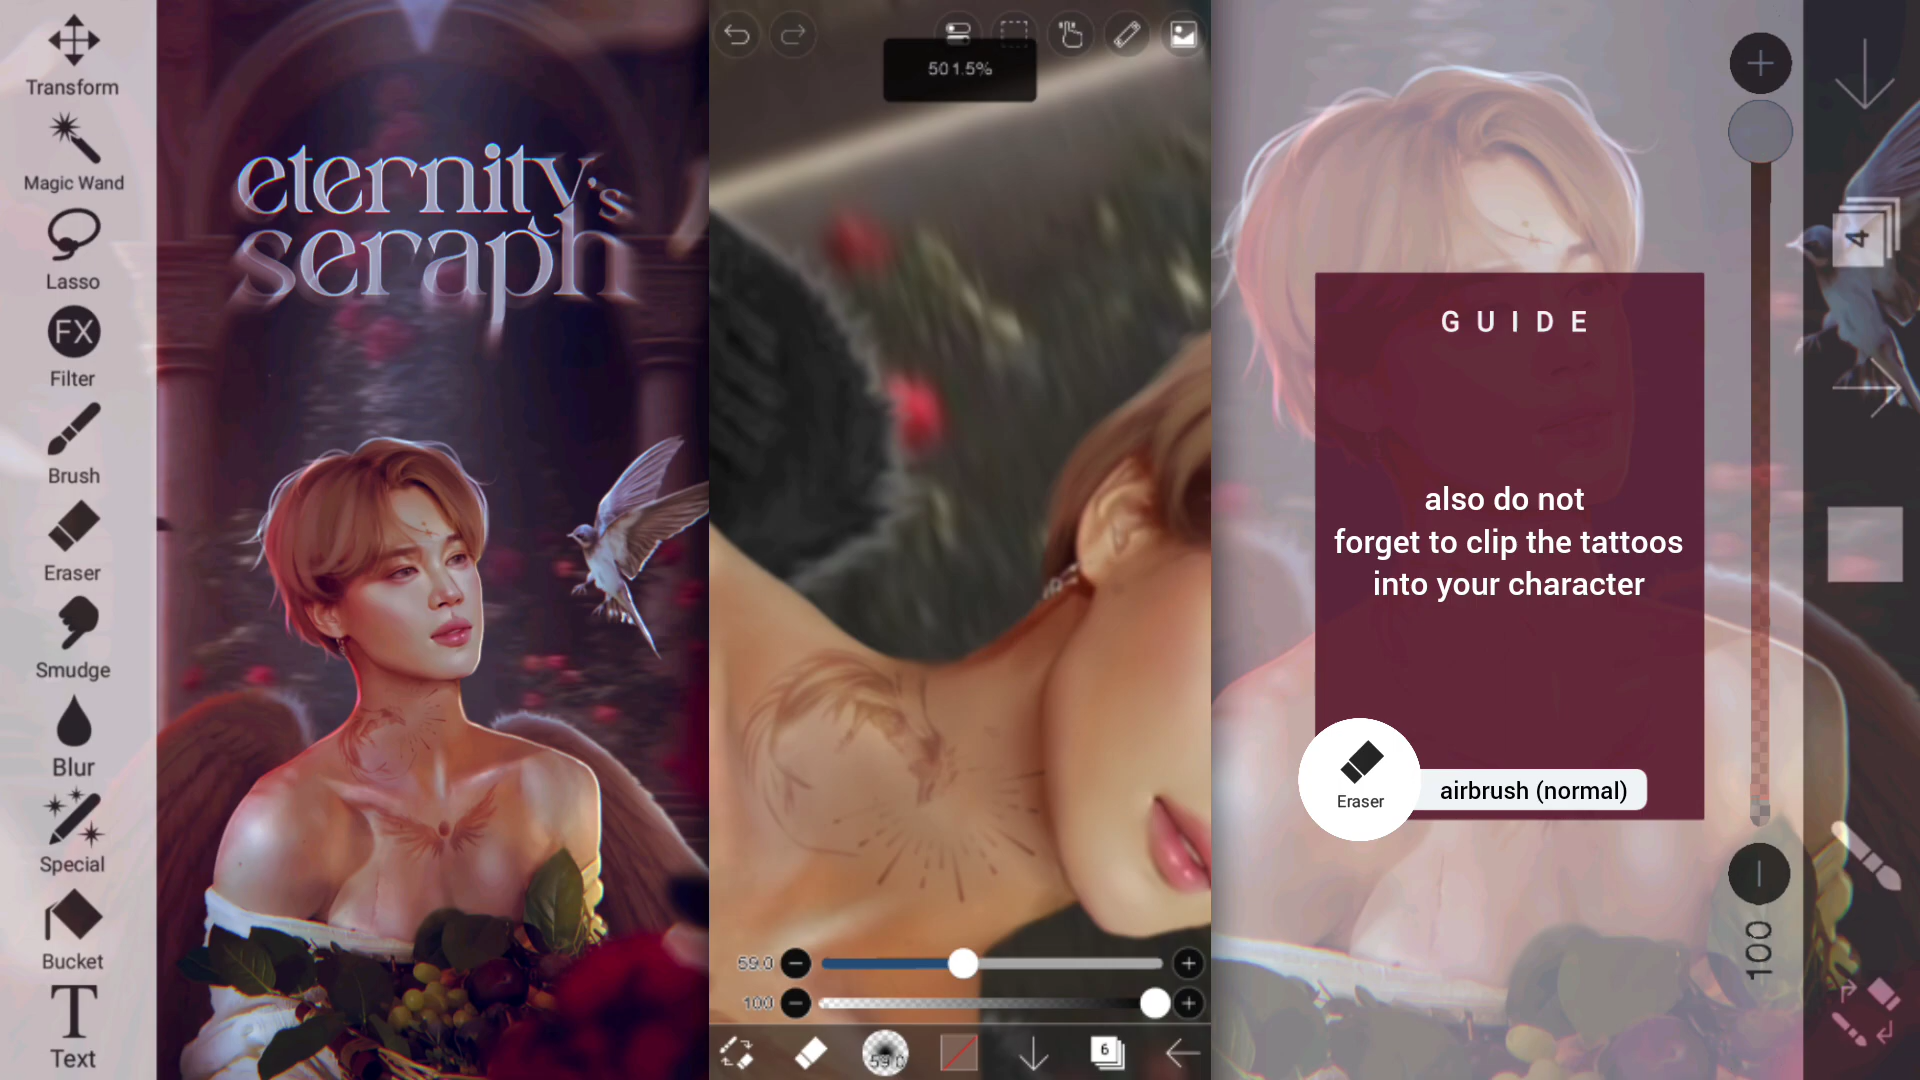 Transform
Magic Wand
Lasso
FX
Filter
Brush
Eraser
Smudge
Blur
Special
Bucket
T
Text
eternity's
seraph
501.5%
59.0
100
59.0
6
GUIDE
also do not
forget to clip the tattoos
into your character
Eraser
airbrush (normal)
4
100